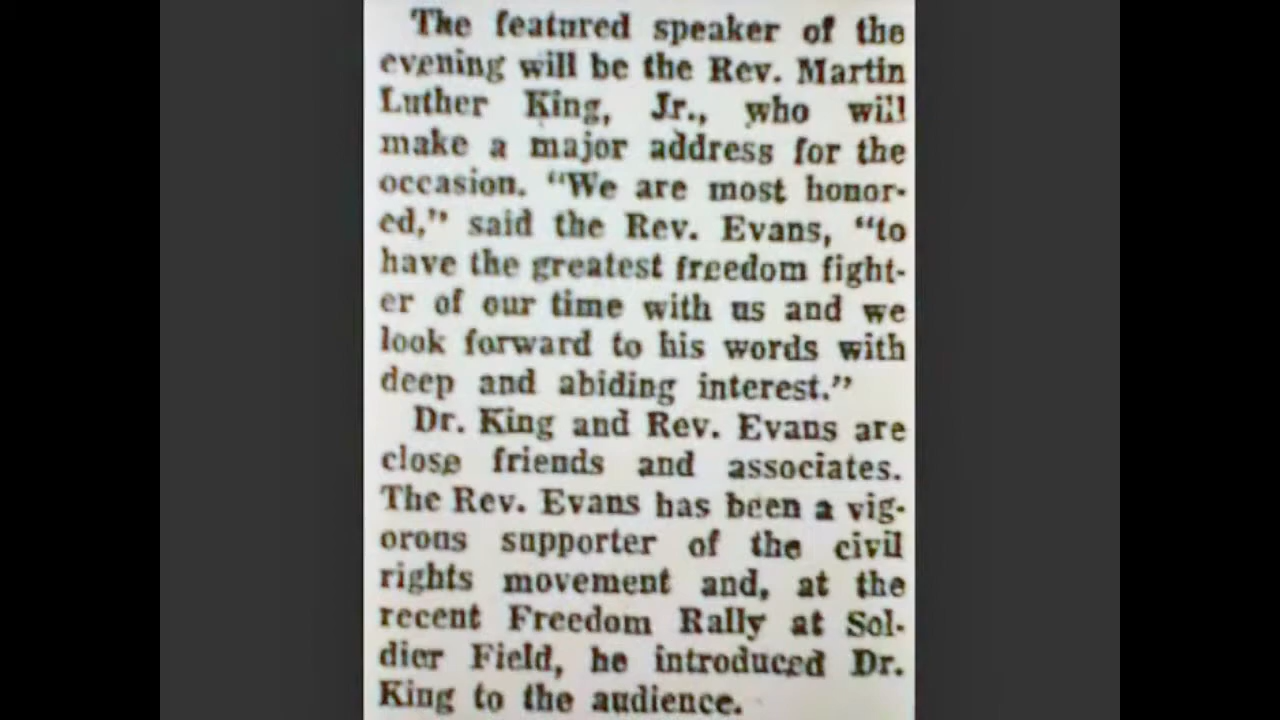 The featured speaker of the
evening will be the Rev. Martin
Luther King, Jr., who will
make a major address for the
occasion. "We are most honor-
ed," said the Rev. Evans, "to
have the greatest freedom fight-
er of our time with us and we
look forward to his words with
deep and abiding interest."
Dr. King and Rev. Evans are
close friends and associates.
The Rev. Evans has been a vig-
orous supporter of the civil
rights movement and, at the
recent Freedom Rally at Sol-
dier Field, he introduced Dr.
King to the audience.